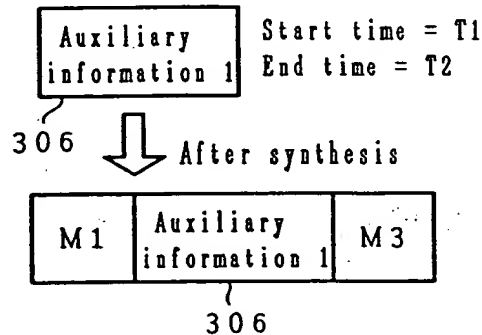 Auxiliary
information 1
Start time = T1
End time = T2
306
After synthesis
M1
Auxiliary
information 1
M3
306